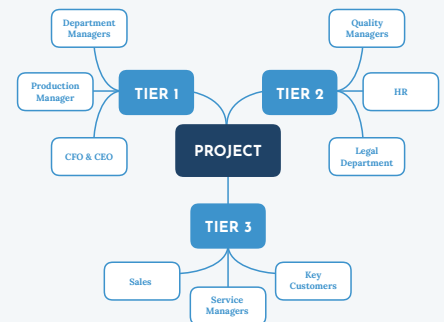 Department
Managers
Quality
Managers
Production
Manager
TIER 1
TIER 2
HR
PROJECT
CFO & CEO
Legal
Department
TIER 3
Sales
Key
Customers
Service
Managers